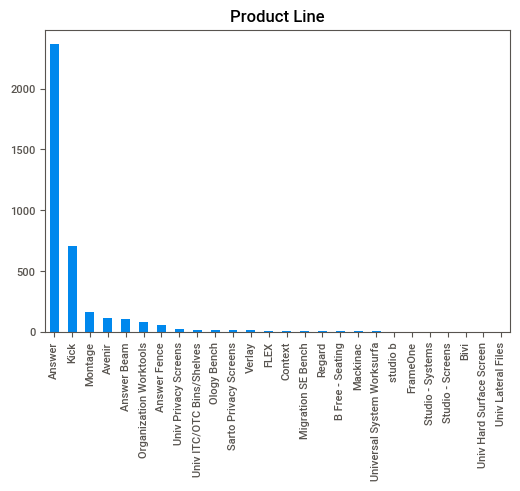 Product Line
2000
1500
1000
500
0
Answer
Kick
Montage
Avenir
Answer Beam
Organization Worktools
Answer Fence
Univ Privacy Screens
Univ ITC/OTC Bins/Shelves
Ology Bench
Sarto Privacy Screens
Verlay
FLEX
Context
Migration SE Bench
Regard
B Free - Seating
Mackinac
Universal System Worksurfa
studio b
FrameOne
Studio - Systems
Studio - Screens
Bivi
Univ Hard Surface Screen
Univ Lateral Files